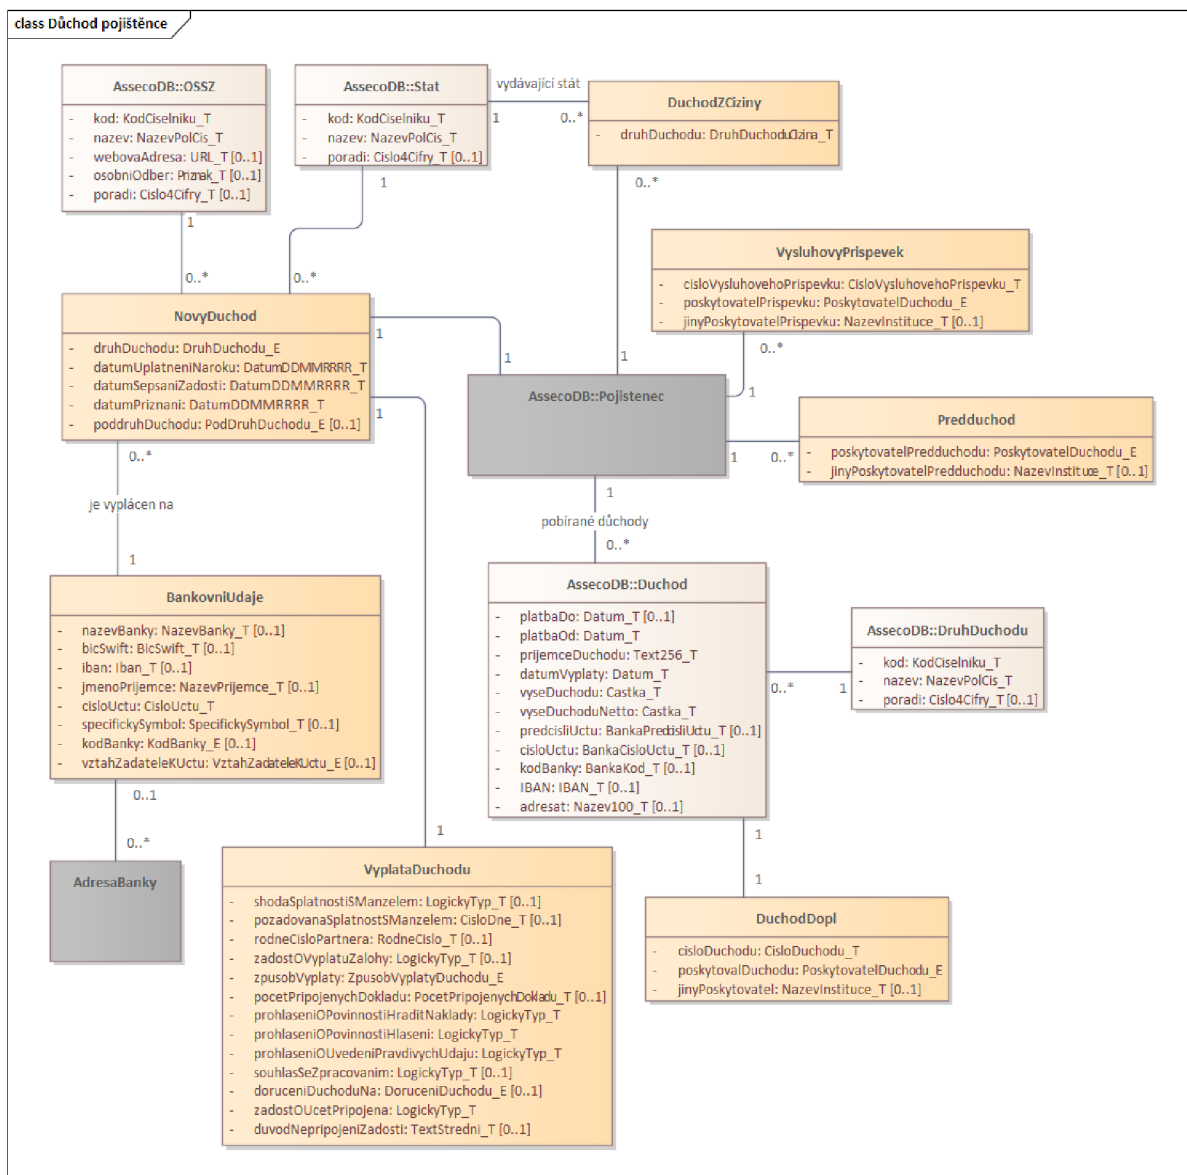 class Důchod pojištěnce
AssecoDB::OSSZ
- kod: KodCiselniku_T
- nazev: NazevPolCis_T
- webovaAdresa: URL_T [0..1]
- osobniOdber: Priznak_T [0..1]
- poradi: Cislo4Cifry_T [0..1]
AssecoDB::Stat
- kod: KodCiselniku_T
- nazev: NazevPolCis_T
- poradi: Cislo4Cifry_T [0..1]
vydávající stát
1
0..*
DuchodZCiziny
- druhDuchodu: DruhDuchoduCizina_T
1
0..*
1
0..*
0..*
1
VysluhovyPrispevek
- cisloVysluhovehoPrispevku: CisloVysluhovehoPrispevku_T
- poskytovatelPrispevku: PoskytovatelDuchodu_E
- jinyPoskytovatelPrispevku: NazevInstituce_T [0..1]
0..*
1
NovyDuchod
- druhDuchodu: DruhDuchodu_E
- datumUplatneniNaroku: DatumDDMMRRRR_T
- datumSepsaniZadosti: DatumDDMMRRRR_T
- datumPriznani: DatumDDMMRRRR_T
- poddruhDuchodu: PodDruhDuchodu_E [0..1]
1
1
1
AssecoDB::Pojistenec
Predduchod
- poskytovatelPredduchodu: PoskytovatelDuchodu_E
- jinyPoskytovatelPredduchodu: NazevInstituce_T [0..1]
1
0..*
0..*
je vyplácen na
1
1
pobírané důchody
0..*
BankovniUdaje
- nazevBanky: NazevBanky_T [0..1]
- bicSwift: BicSwift_T [0..1]
- iban: Iban_T [0..1]
- jmenoPrijemce: NazevPrijemce_T [0..1]
- cisloUctu: CisloUctu_T
- specifickySymbol: SpecifickySymbol_T [0..1]
- kodBanky: KodBanky_E [0..1]
- vztahZadateleKUctu: VztahZadateleKUctu_E [0..1]
AssecoDB::Duchod
- platbaDo: Datum_T [0..1]
- platbaOd: Datum_T
- prijemceDuchodu: Text256_T
- datumVyplaty: Datum_T
- vyseDuchodu: Castka_T
- vyseDuchoduNetto: Castka_T
- predcisliUctu: BankaPredcisliUctu_T [0..1]
- cisloUctu: BankaCisloUctu_T [0..1]
- kodBanky: BankaKod_T [0..1]
- IBAN: IBAN_T [0..1]
- adresat: Nazev100_T [0..1]
AssecoDB::DruhDuchodu
- kod: KodCiselniku_T
- nazev: NazevPolCis_T
- poradi: Cislo4Cifry_T [0..1]
0..*
1
0..1
0..*
AdresaBanky
1
VyplataDuchodu
- shodaSplatnostiSManzelem: LogickyTyp_T [0..1]
- pozadovanaSplatnostSManzelem: CisloDne_T [0..1]
- rodneCisloPartnera: RodneCislo_T [0..1]
- zadostOVyplatuZalohy: LogickyTyp_T [0..1]
- zpusobVyplaty: ZpusobVyplatyDuchodu_E
- pocetPripojenychDokladu: PocetPripojenychDokladu_T [0..1]
- prohlaseniOPovinnostiHraditNaklady: LogickyTyp_T
- prohlaseniOPovinnostiHlaseni: LogickyTyp_T
- prohlaseniOUvedeniPravdivychUdaju: LogickyTyp_T
- souhlasSeZpracovanim: LogickyTyp_T [0..1]
- doruceniDuchoduNa: DoruceniDuchodu_E [0..1]
- zadostOUcetPripojena: LogickyTyp_T
- duvodNepripojeniZadosti: TextStredni_T [0..1]
1
1
DuchodDopl
- cisloDuchodu: CisloDuchodu_T
- poskytovalDuchodu: PoskytovatelDuchodu_E
- jinyPoskytovatel: NazevInstituce_T [0..1]